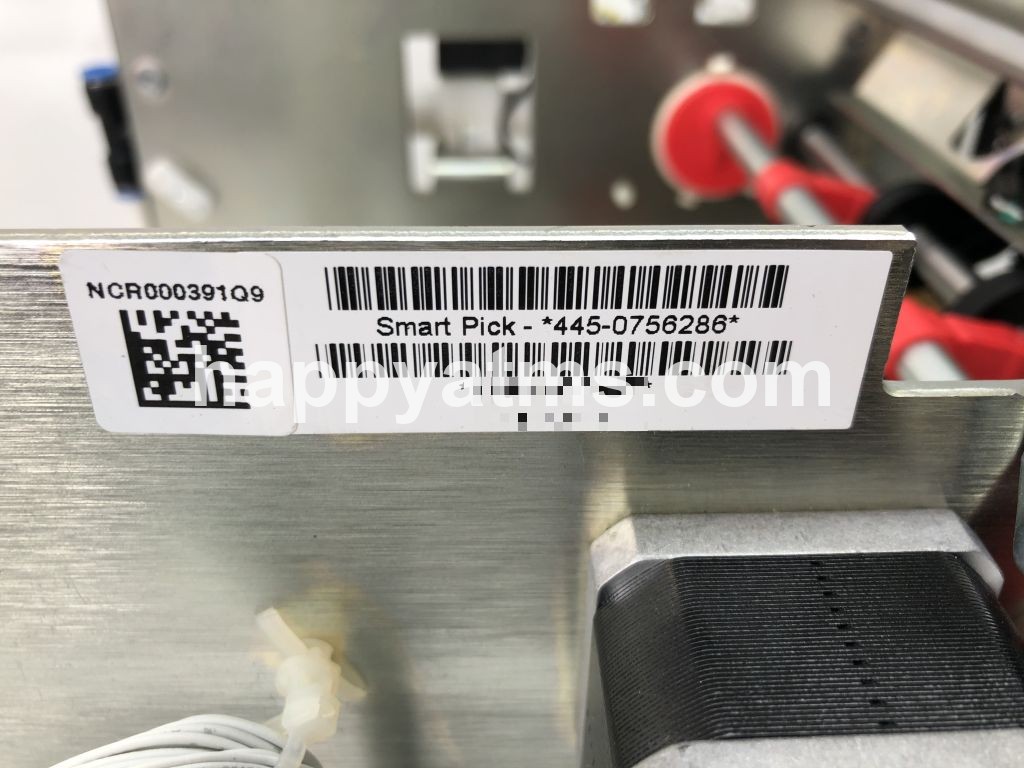 NCR000391Q9
Smart Pick - *445-0756286*
happyatms.com